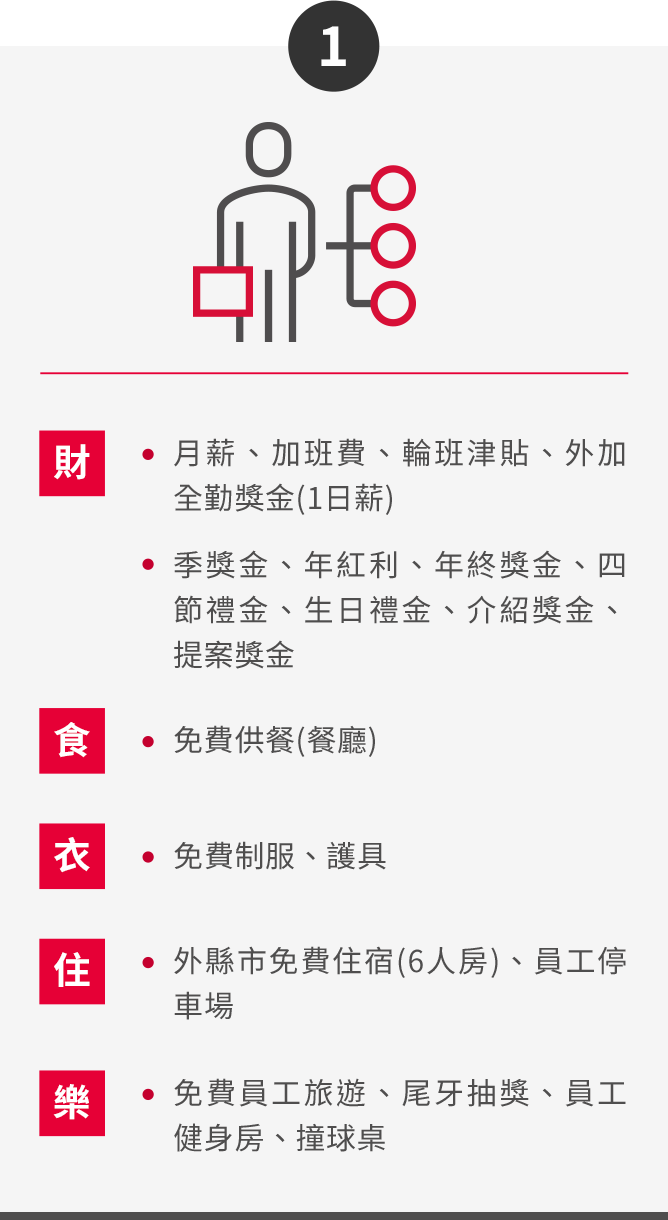 1
財
月薪、加班費、輪班津貼、外加
全勤獎金(1日薪)
季獎金、年紅利、年終獎金、四
節禮金、生日禮金、介紹獎金、
提案獎金
食
免費供餐(餐廳)
衣
免費制服、護具
住
外縣市免費住宿(6人房)、員工停
車場
樂
免費員工旅遊、尾牙抽獎、員工
健身房、撞球桌